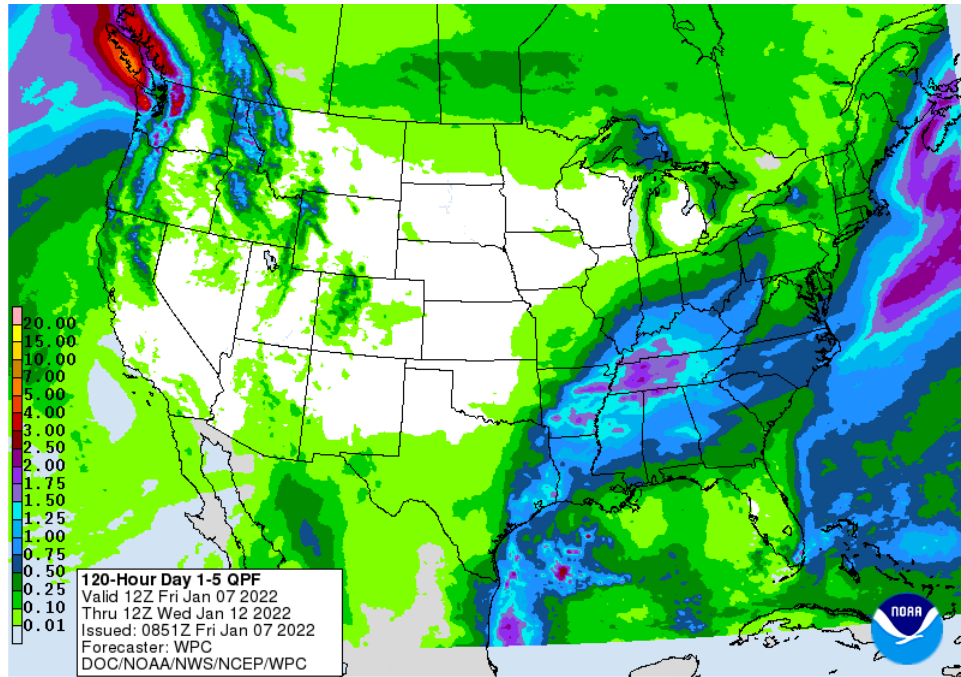 20.00
15.00
10.00
7.00
5.00
4.00
3.00
2.50
2.00
1.50
1.25
1.00
0.75
0.50
0.25
0.10
0.01
120-Hour Day 1-5 QPF
Valid 12Z Fri Jan 07 2022
Thru 12Z Wed Jan 12 2022
Issued: 0851Z Fri Jan 07 2022
Forecaster: WPC
DOC/NOAA/NWS/NCEP/WPC
NOAA